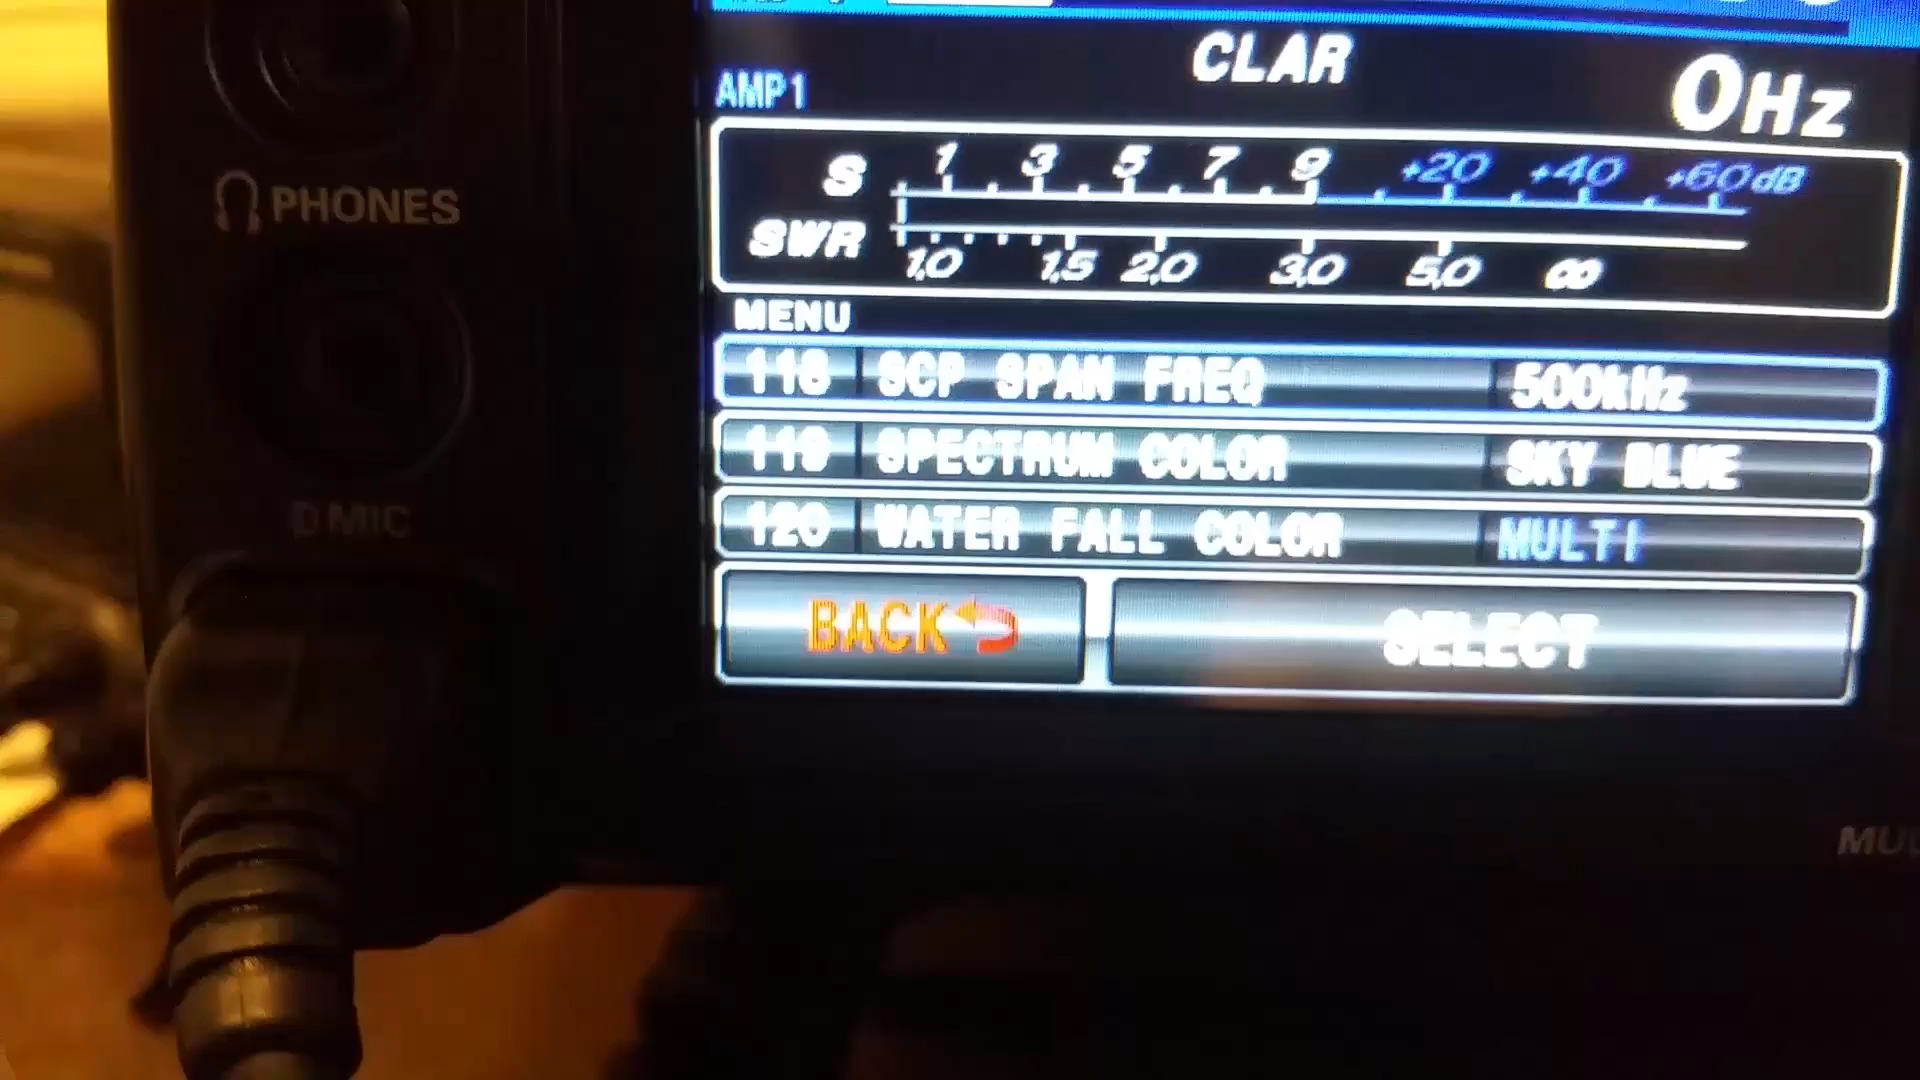 CLAR
0Hz
AMP1
S 1 3 5 7 9 +20 +40 +60dB
SWR
1,0 1,5 2,0 3,0 5,0 ∞
MENU
118 SCP SPAN FREQ 500kHz
119 SPECTRUM COLOR SKY BLUE
120 WATER FALL COLOR MULTI
BACK SELECT
PHONES
MIC